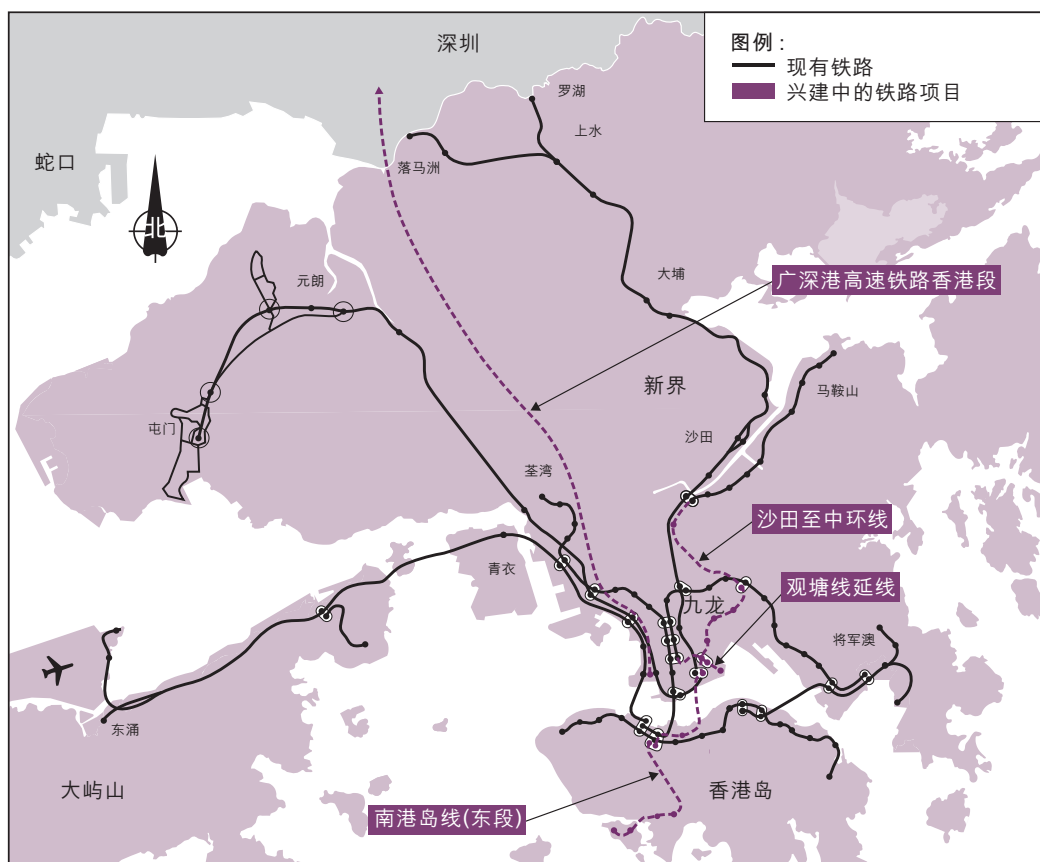 深圳
图例：
现有铁路
兴建中的铁路项目
罗湖
上水
蛇口
落马洲
北
大埔
元朗
广深港高速铁路香港段
新界
马鞍山
屯门
沙田
荃湾
沙田至中环线
青衣
观塘线延线
九龙
将军澳
东涌
大屿山
香港岛
南港岛线(东段)